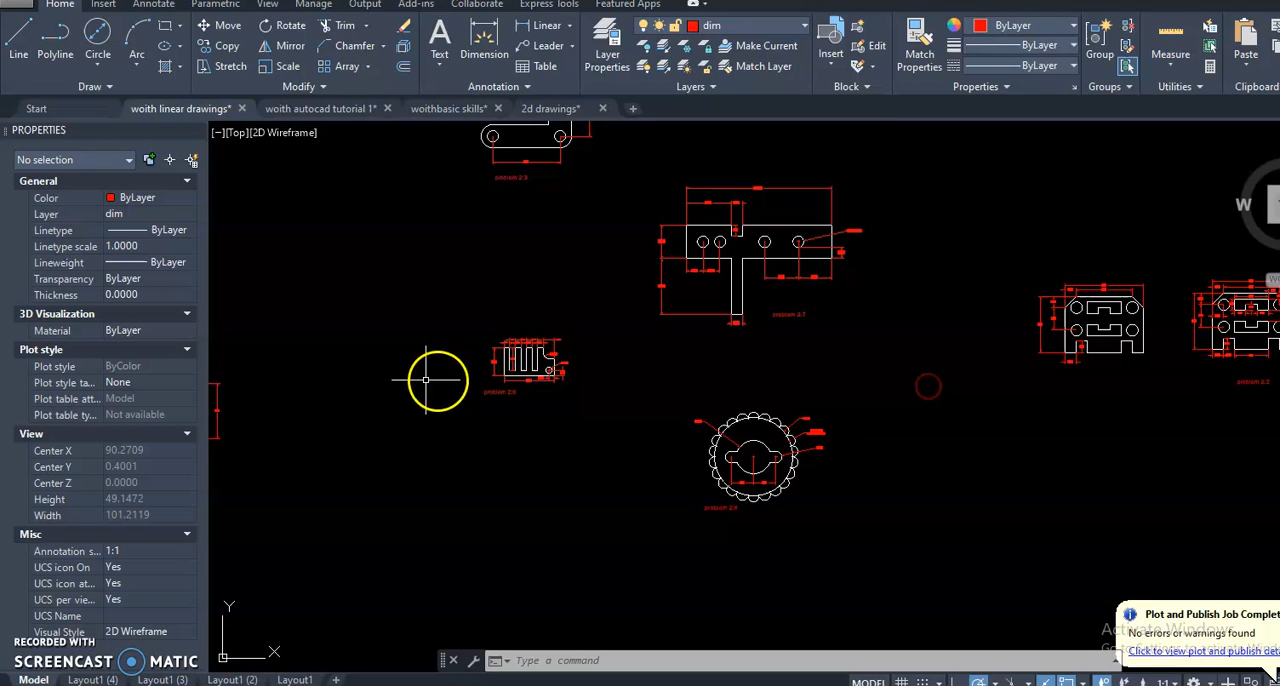 Home Insert Annotate Parametric View Manage Output Add-ins Collaborate Express Tools Featured Apps
Line Polyline Circle Arc
Move Rotate Trim
Copy Mirror Chamfer
Stretch Scale Array
Text Dimension
Linear
Leader
Table
Layer Properties
dim
Make Current
Match Layer
Insert
Edit
Match Properties
ByLayer
ByLayer
ByLayer
Group
Measure
Paste
Draw Modify Annotation Layers Block Properties Groups Utilities Clipboard
Start woith linear drawings* woith autocad tutorial 1* woithbasic skills* 2d drawings*
PROPERTIES
[−][Top][2D Wireframe]
No selection
General
Color ByLayer
Layer dim
Linetype ByLayer
Linetype scale 1.0000
Lineweight ByLayer
Transparency ByLayer
Thickness 0.0000
3D Visualization
Material ByLayer
Plot style
Plot style ByColor
Plot style ta... None
Plot table att... Model
Plot table ty... Not available
View
Center X 90.2709
Center Y 0.4001
Center Z 0.0000
Height 49.1472
Width 101.2119
Misc
Annotation s... 1:1
UCS icon On Yes
UCS icon at... Yes
UCS per vie... Yes
UCS Name
Visual Style 2D Wireframe
W
Y
X
Plot and Publish Job Complet
No errors or warnings found
Click to view plot and publish det
Activate Windows
RECORDED WITH
SCREENCAST MATIC
Type a command
Model Layout1 (4) Layout1 (3) Layout1 (2) Layout1
MODEL 1:1